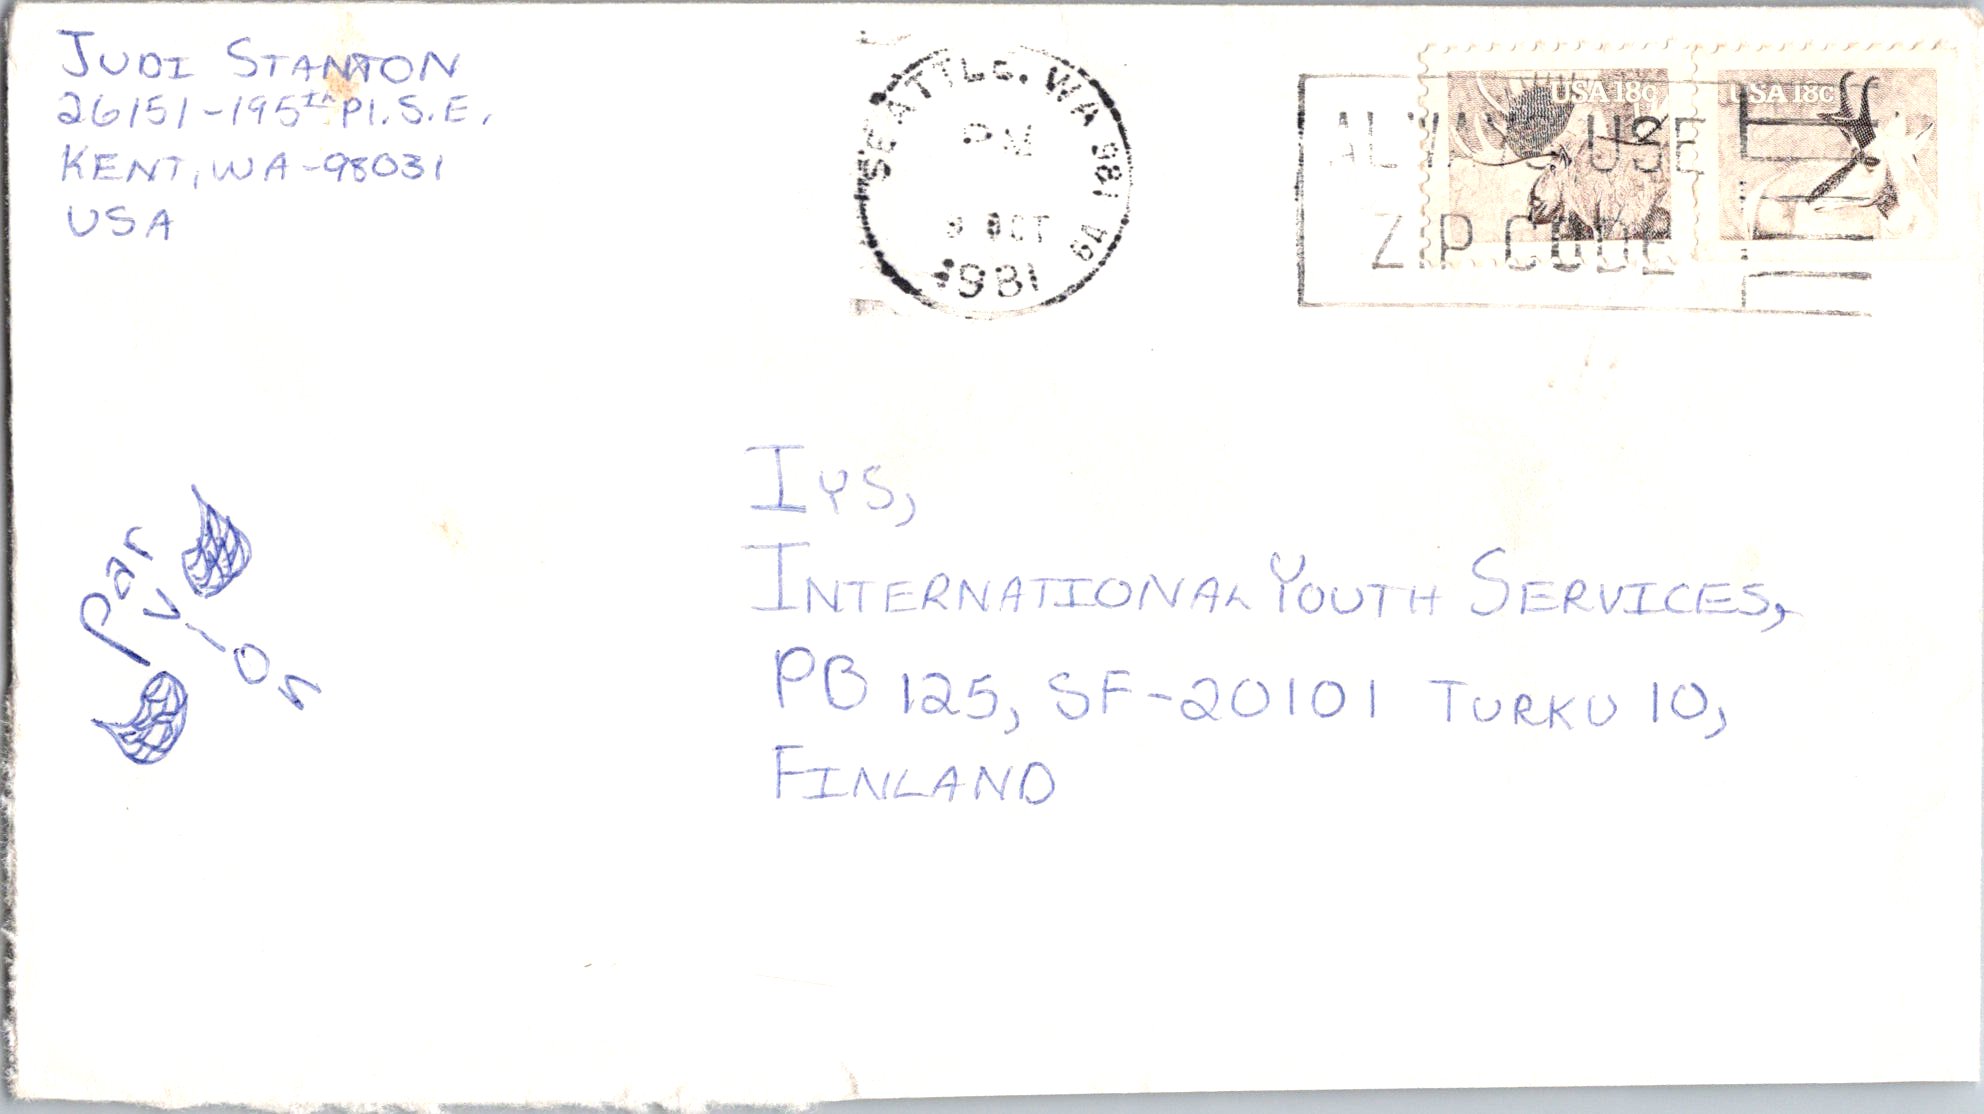 JUDI STANTON
26151-195th Pl. S.E.
KENT, WA-98031
USA
SEATTLE, WA 981
PM
OCT
1981
USA 18c
USA 18c
ALWAYS USE
ZIP CODE
IYS,
INTERNATIONAL YOUTH SERVICES,
PB 125, SF-20101 TURKU 10,
FINLAND
Par
Vion